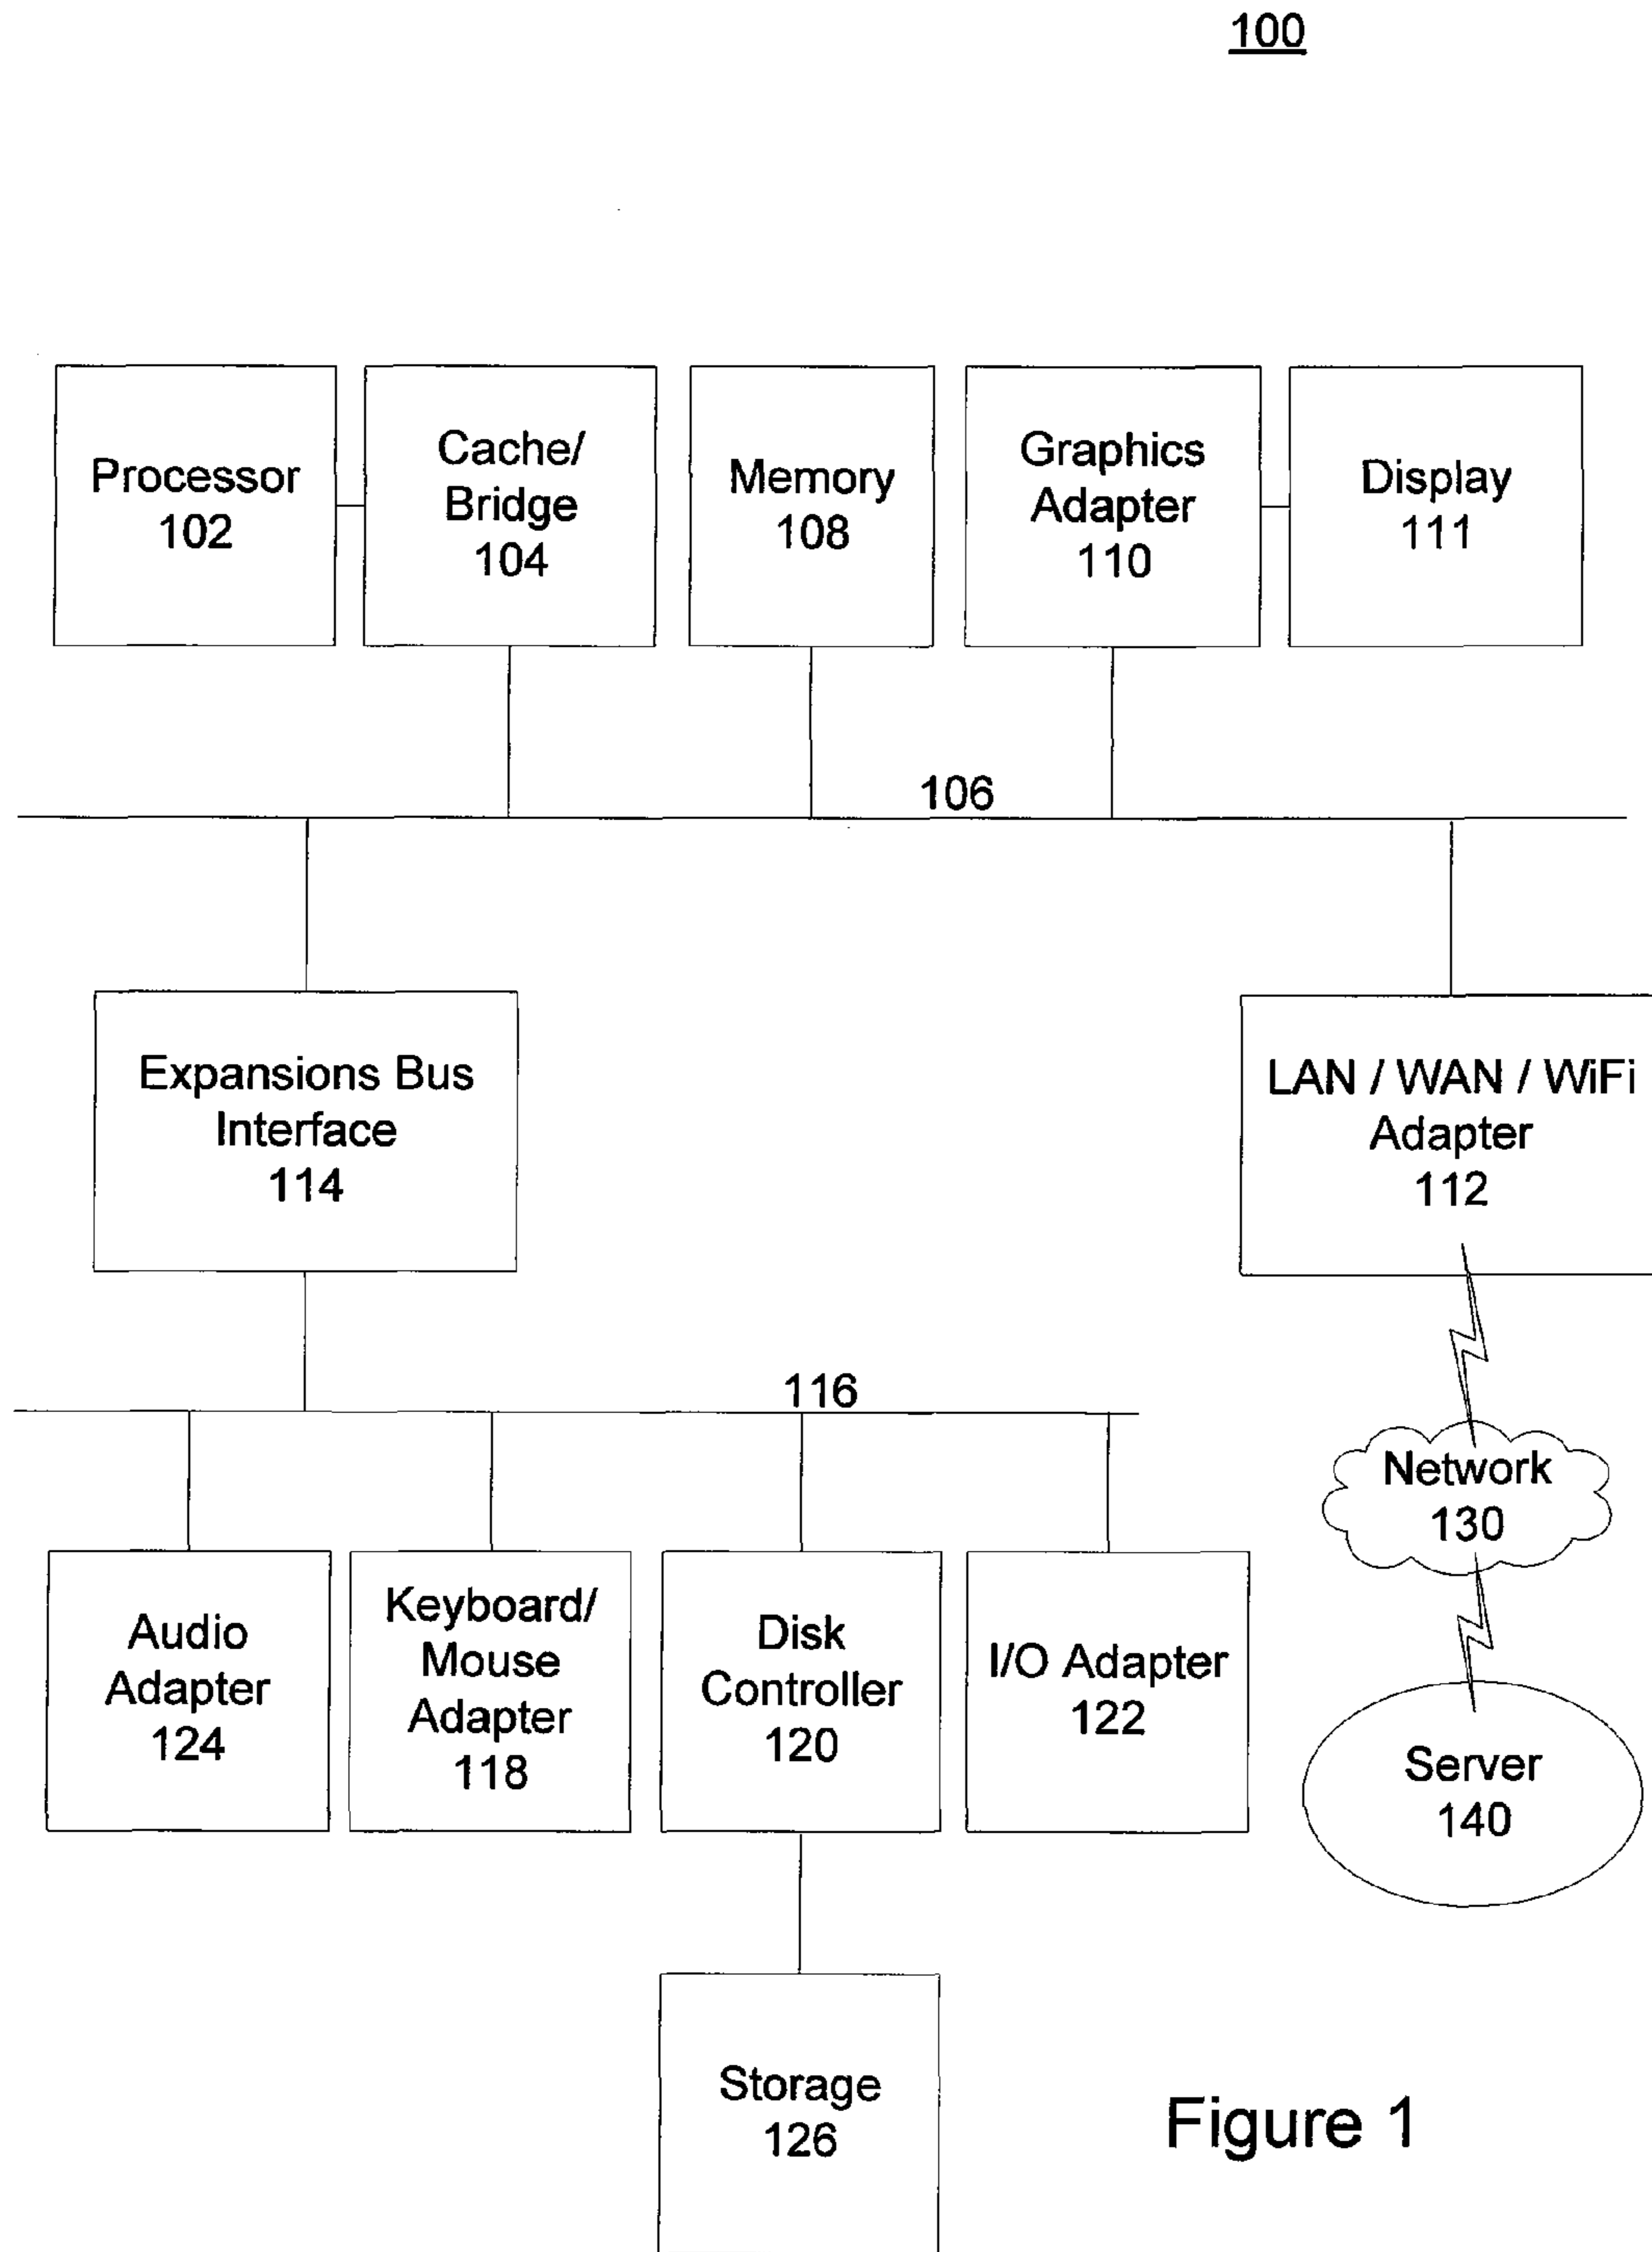 100
Processor
102
Cache/
Bridge
104
Memory
108
Graphics
Adapter
110
Display
111
106
Expansions Bus
Interface
114
LAN / WAN / WiFi
Adapter
112
116
Network
130
Audio
Adapter
124
Keyboard/
Mouse
Adapter
118
Disk
Controller
120
I/O Adapter
122
Server
140
Storage
126
Figure 1